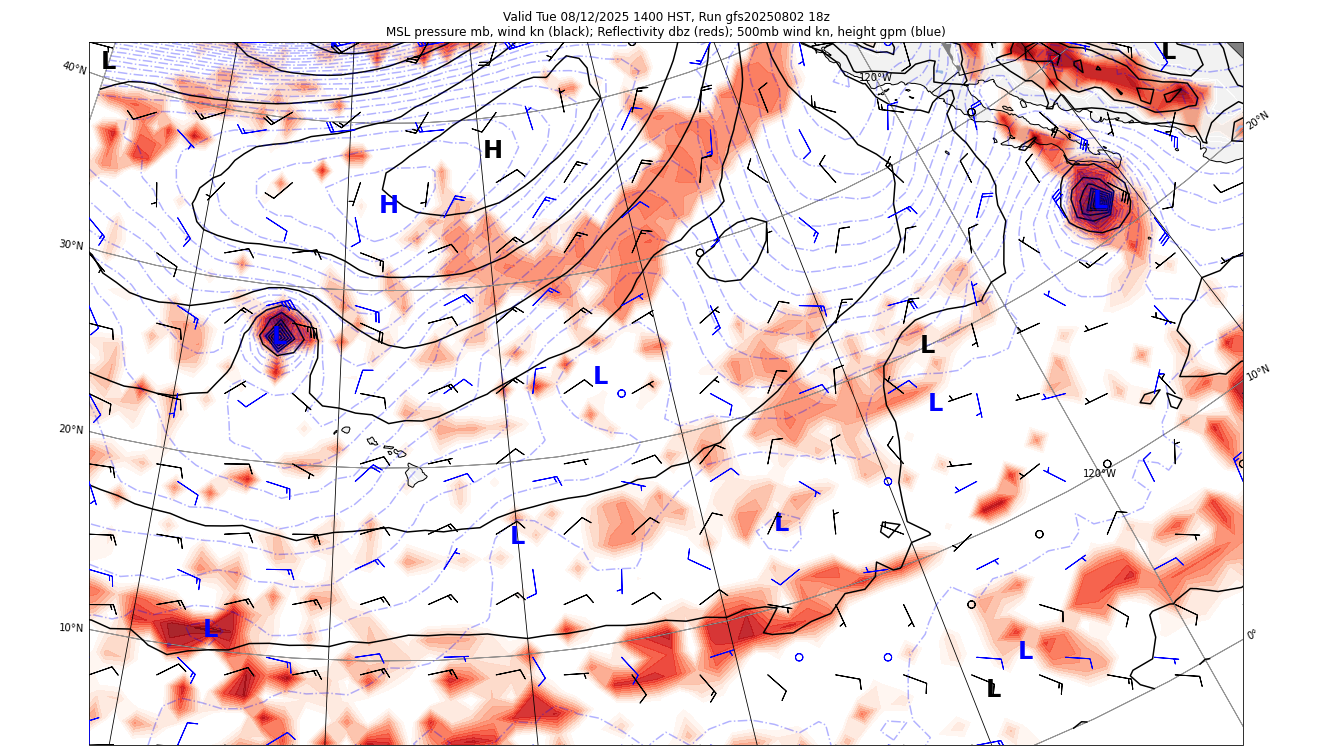 Valid Tue 08/12/2025 1400 HST, Run gfs20250802 18z
MSL pressure mb, wind kn (black); Reflectivity dbz (reds); 500mb wind kn, height gpm (blue)
L
L
40°N
120°W
20°N
H
H
L
30°N
L
L
L
10°N
L
20°N
120°W
L
L
10°N
L
0°
L
L